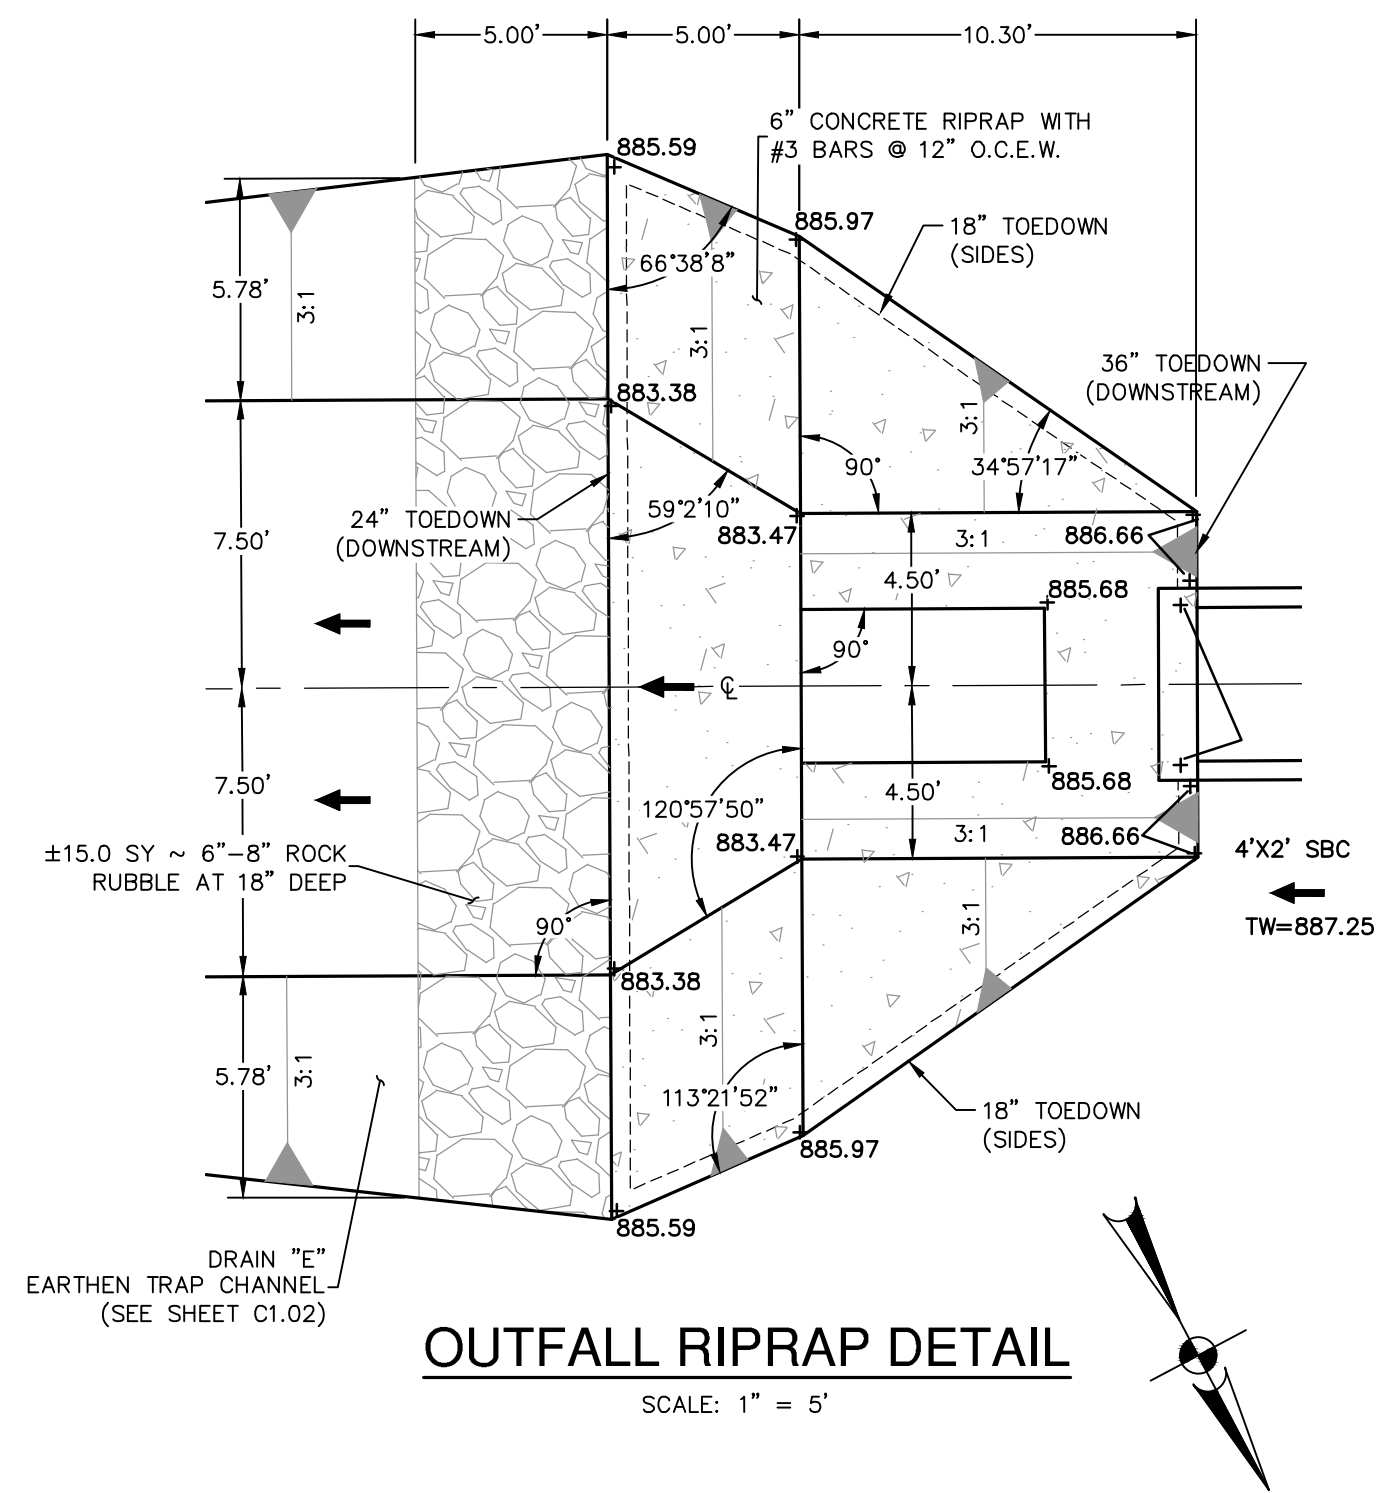 5.00'
5.00'
10.30'
6" CONCRETE RIPRAP WITH
#3 BARS @ 12" O.C.E.W.
885.59
885.97
18" TOEDOWN
(SIDES)
66°38'8"
5.78'
3:1
3:1
36" TOEDOWN
(DOWNSTREAM)
883.38
3:1
90°
34°57'17"
59°2'10"
24" TOEDOWN
(DOWNSTREAM)
883.47
3:1
886.66
7.50'
4.50'
885.68
90°
℄
7.50'
885.68
4.50'
120°57'50"
883.47
3:1
886.66
4'X2' SBC
±15.0 SY ~ 6"-8" ROCK
RUBBLE AT 18" DEEP
90°
3:1
TW=887.25
883.38
3:1
5.78'
3:1
113°21'52"
18" TOEDOWN
(SIDES)
885.97
885.59
DRAIN "E"
EARTHEN TRAP CHANNEL
(SEE SHEET C1.02)
OUTFALL RIPRAP DETAIL
SCALE: 1" = 5'